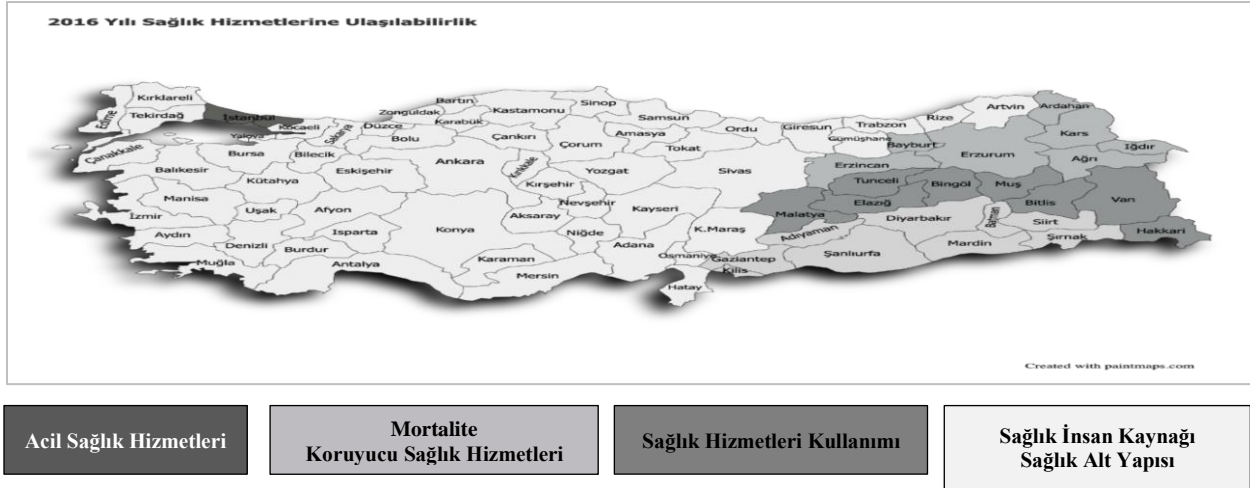 2016 Yılı Sağlık Hizmetlerine Ulaşılabilirlik
Kırklareli
Edirne
Tekirdağ
İstanbul
Yalova
Kocaeli
Sakarya
Çanakkale
Bursa
Bilecik
Balıkesir
Kütahya
Eskişehir
Manisa
Uşak
Afyon
İzmir
Aydın
Denizli
Burdur
Isparta
Muğla
Antalya
Zonguldak
Düzce
Bartın
Karabük
Bolu
Kastamonu
Çankırı
Ankara
Kırıkkale
Kırşehir
Konya
Aksaray
Karaman
Sinop
Samsun
Çorum
Amasya
Tokat
Yozgat
Nevşehir
Niğde
Kayseri
Adana
Mersin
Ordu
Giresun
Sivas
K.Maraş
Osmaniye
Hatay
Gaziantep
Kilis
Trabzon
Gümüşhane
Rize
Artvin
Ardahan
Bayburt
Kars
Erzurum
Iğdır
Erzincan
Ağrı
Tunceli
Bingöl
Muş
Malatya
Elazığ
Bitlis
Van
Adıyaman
Diyarbakır
Batman
Siirt
Şanlıurfa
Mardin
Şırnak
Hakkari
Created with paintmaps.com
Acil Sağlık Hizmetleri
Mortalite
Koruyucu Sağlık Hizmetleri
Sağlık Hizmetleri Kullanımı
Sağlık İnsan Kaynağı
Sağlık Alt Yapısı